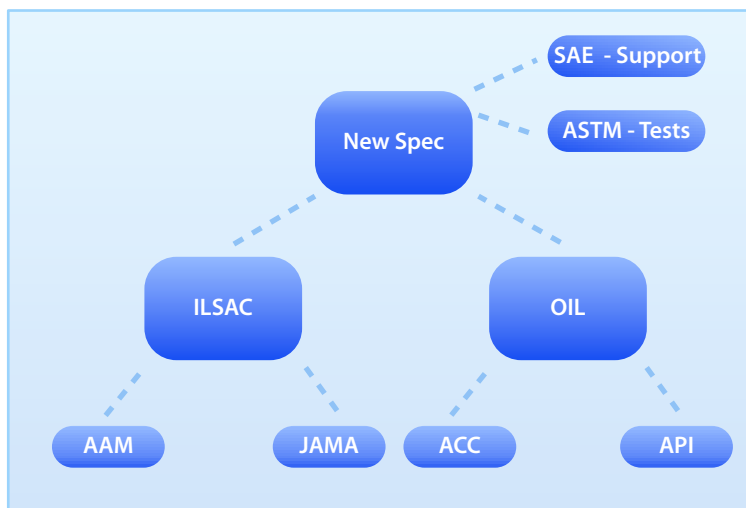 SAE - Support
ASTM - Tests
New Spec
ILSAC
OIL
AAM
JAMA
ACC
API